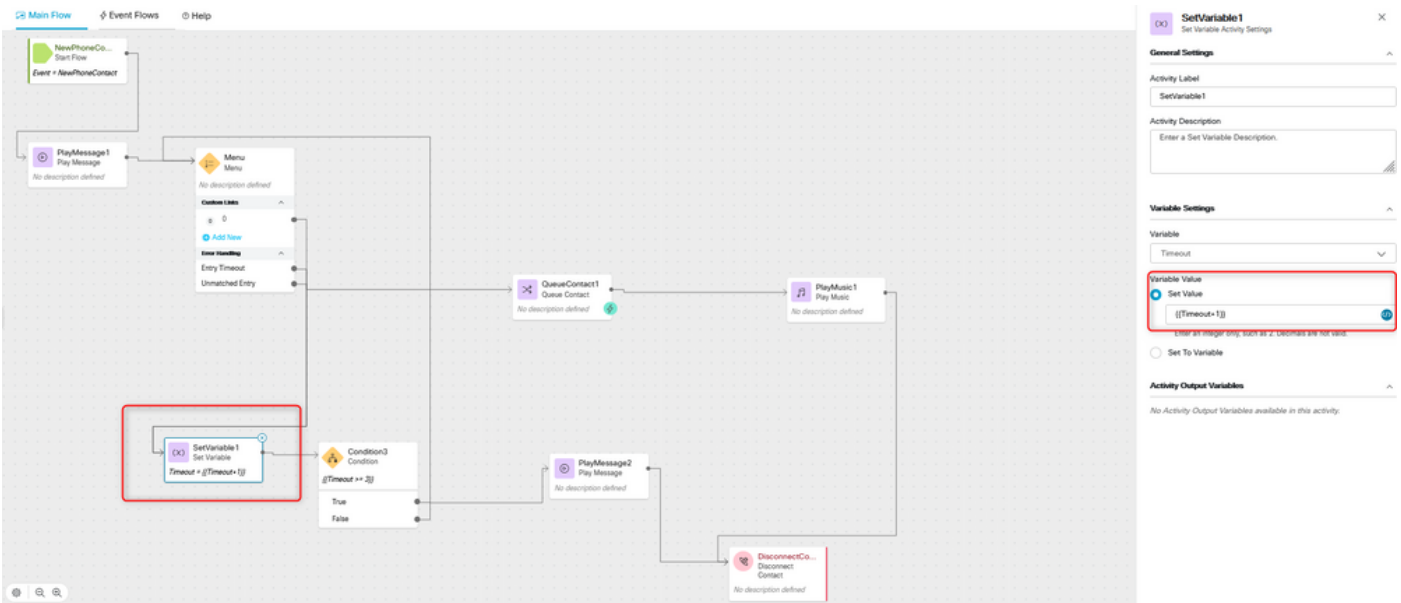 Main Flow
Event Flows
Help
NewPhoneCo...
Start Flow
Event = NewPhoneContact
PlayMessage1
Play Message
No description defined
Menu
Menu
No description defined
Custom Links
0
0
Add New
Error Handling
Entry Timeout
Unmatched Entry
QueueContact1
Queue Contact
No description defined
PlayMusic1
Play Music
No description defined
SetVariable1
Set Variable
Timeout = {{Timeout+1}}
Condition3
Condition
{{Timeout >= 3}}
True
False
PlayMessage2
Play Message
No description defined
DisconnectCo...
Disconnect
Contact
No description defined
SetVariable1
Set Variable Activity Settings
General Settings
Activity Label
SetVariable1
Activity Description
Enter a Set Variable Description.
Variable Settings
Variable
Timeout
Variable Value
Set Value
{{Timeout+1}}
Enter an integer only, such as 2. Decimals are not valid.
Set To Variable
Activity Output Variables
No Activity Output Variables available in this activity.